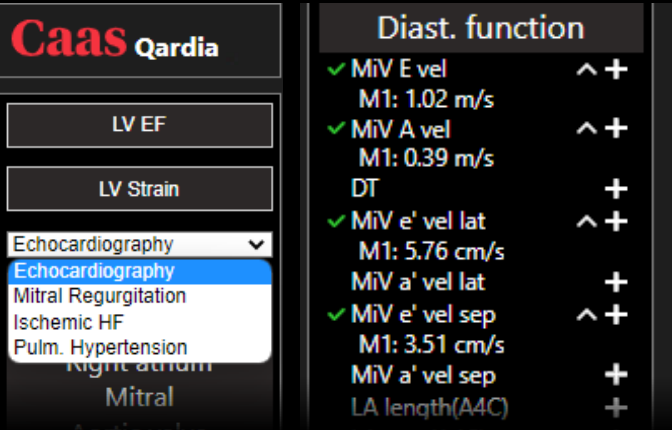 Caas Qardia
LV EF
LV Strain
Echocardiography
Echocardiography
Mitral Regurgitation
Ischemic HF
Pulm. Hypertension
Right atrium
Mitral
Diast. function
MiV E vel
M1: 1.02 m/s
MiV A vel
M1: 0.39 m/s
DT
MiV e' vel lat
M1: 5.76 cm/s
MiV a' vel lat
MiV e' vel sep
M1: 3.51 cm/s
MiV a' vel sep
LA length(A4C)